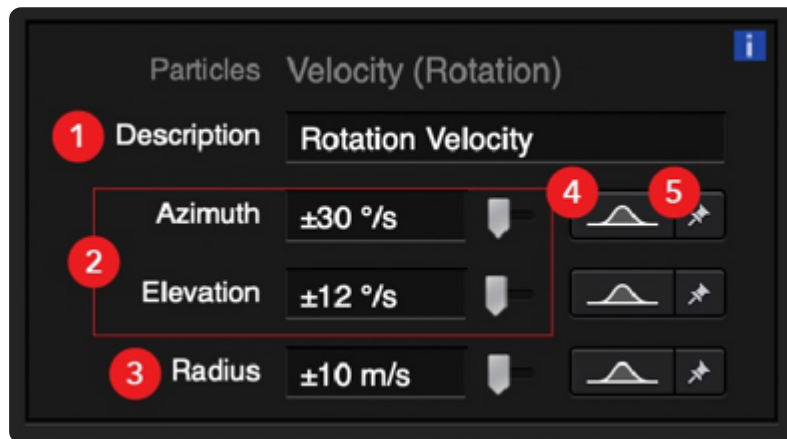 i
Particles Velocity (Rotation)
1 Description Rotation Velocity
4 5
Azimuth ±30 °/s
2
Elevation ±12 °/s
3 Radius ±10 m/s